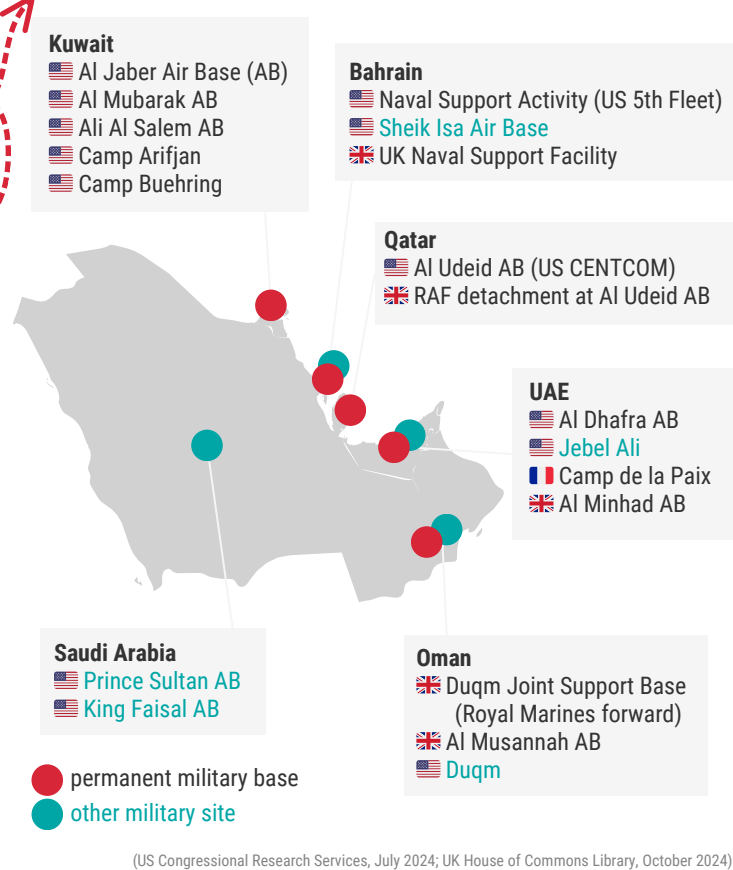 Kuwait
Al Jaber Air Base (AB)
Al Mubarak AB
Ali Al Salem AB
Camp Arifjan
Camp Buehring
Bahrain
Naval Support Activity (US 5th Fleet)
Sheik Isa Air Base
UK Naval Support Facility
Qatar
Al Udeid AB (US CENTCOM)
RAF detachment at Al Udeid AB
UAE
Al Dhafra AB
Jebel Ali
Camp de la Paix
Al Minhad AB
Saudi Arabia
Prince Sultan AB
King Faisal AB
Oman
Duqm Joint Support Base
(Royal Marines forward)
Al Musannah AB
Duqm
permanent military base
other military site
(US Congressional Research Services, July 2024; UK House of Commons Library, October 2024)